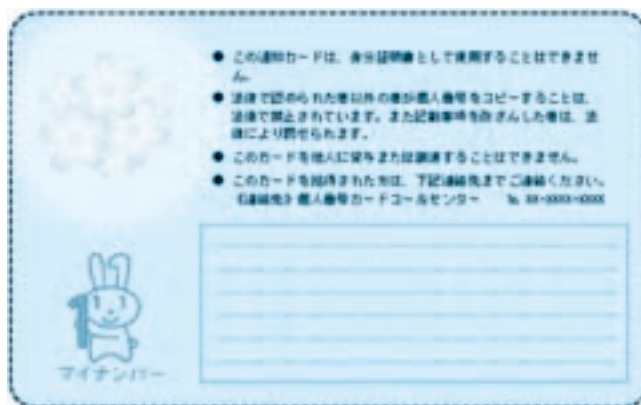 ● この通知カードは、身分証明書として使用することはできませ
ん。
● 法律で認められた者以外の者が個人番号をコピーすることは、
法律で禁止されています。また記載事項を改ざんした者は、法
律により罰せられます。
● このカードを他人に貸与または譲渡することはできません。
● このカードを拾得された方は、下記連絡先までご連絡ください。
《連絡先》個人番号カードコールセンター ℡ XX-XXXX-XXXX
マイナンバー